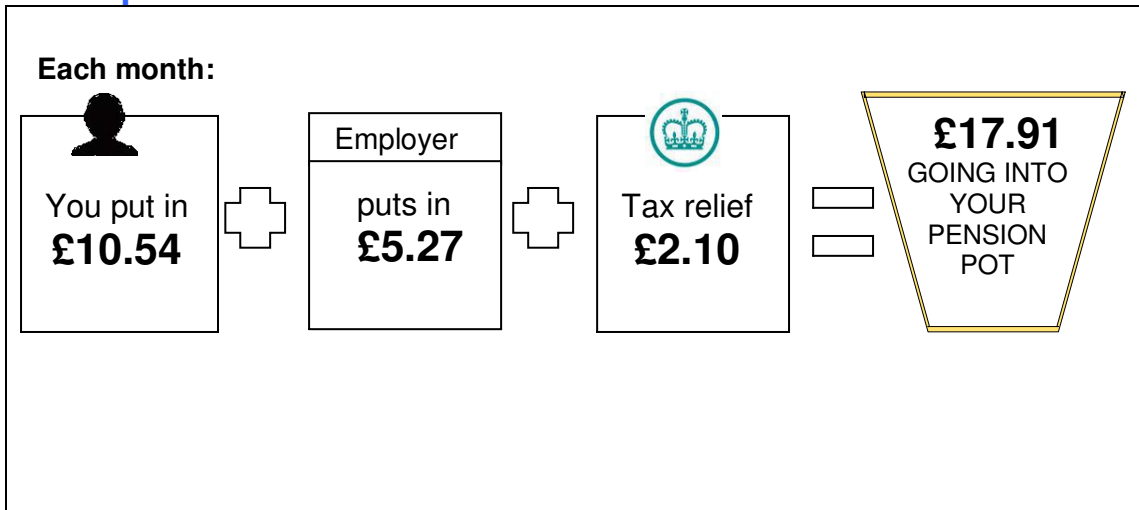 Each month:
You put in
£10.54
Employer
puts in
£5.27
Tax relief
£2.10
£17.91
GOING INTO
YOUR
PENSION
POT